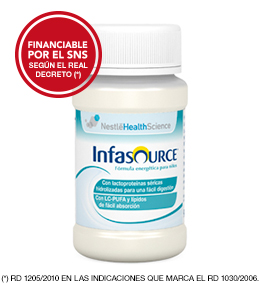 FINANCIABLE
POR EL SNS
SEGÚN EL REAL
DECRETO (*)
NestléHealthScience
INFASOURCE
Fórmula energética para niños
Con lactoproteínas séricas
hidrolizadas para una fácil digestión
Con LC-PUFA y lípidos
de fácil absorción
(*) RD 1205/2010 EN LAS INDICACIONES QUE MARCA EL RD 1030/2006.